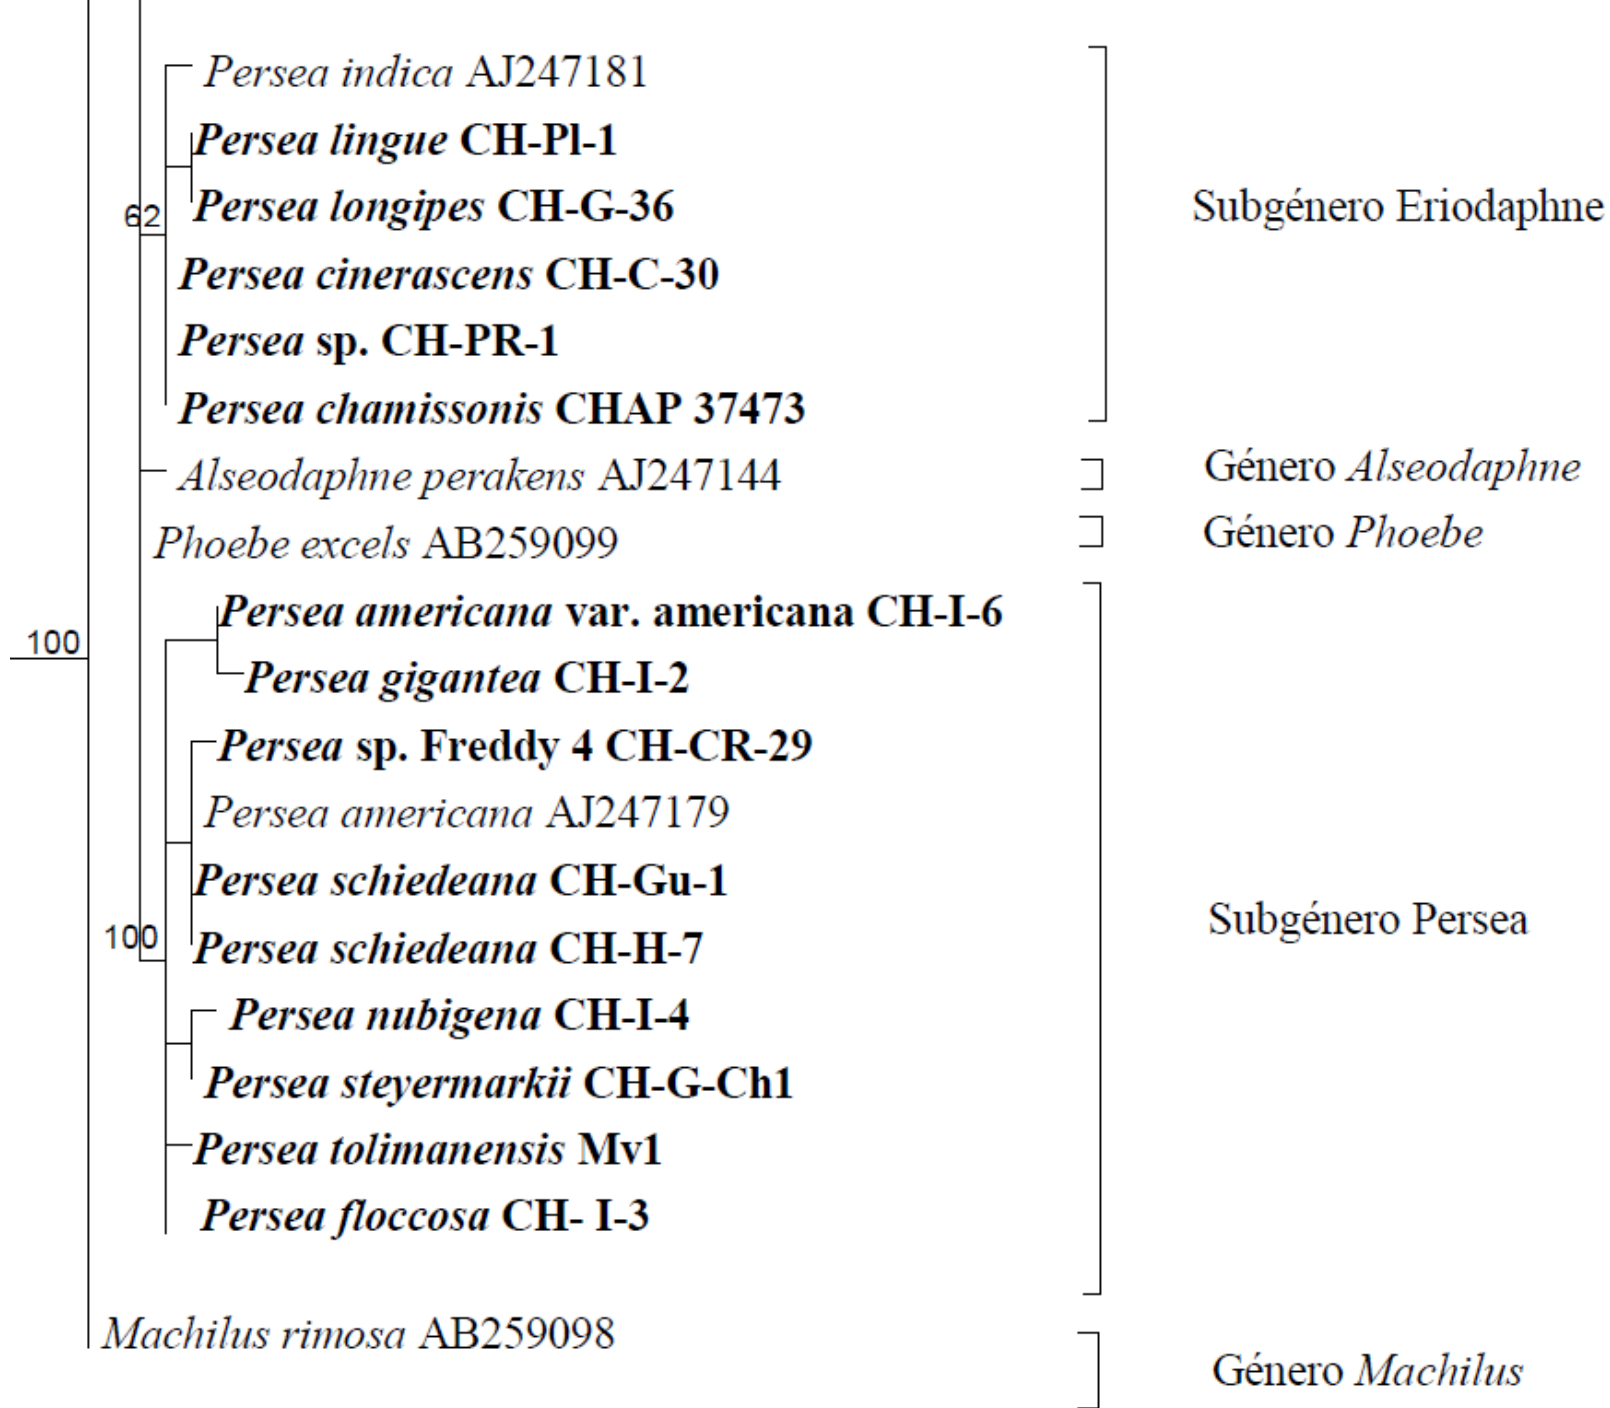 Persea indica AJ247181
Persea lingue CH-Pl-1
Persea longipes CH-G-36
Subgénero Eriodaphne
62
Persea cinerascens CH-C-30
Persea sp. CH-PR-1
Persea chamissonis CHAP 37473
Alseodaphne perakens AJ247144
Género Alseodaphne
Phoebe excels AB259099
Género Phoebe
Persea americana var. americana CH-I-6
100
Persea gigantea CH-I-2
Persea sp. Freddy 4 CH-CR-29
Persea americana AJ247179
Persea schiedeana CH-Gu-1
Subgénero Persea
100
Persea schiedeana CH-H-7
Persea nubigena CH-I-4
Persea steyermarkii CH-G-Ch1
Persea tolimanensis Mv1
Persea floccosa CH- I-3
Machilus rimosa AB259098
Género Machilus